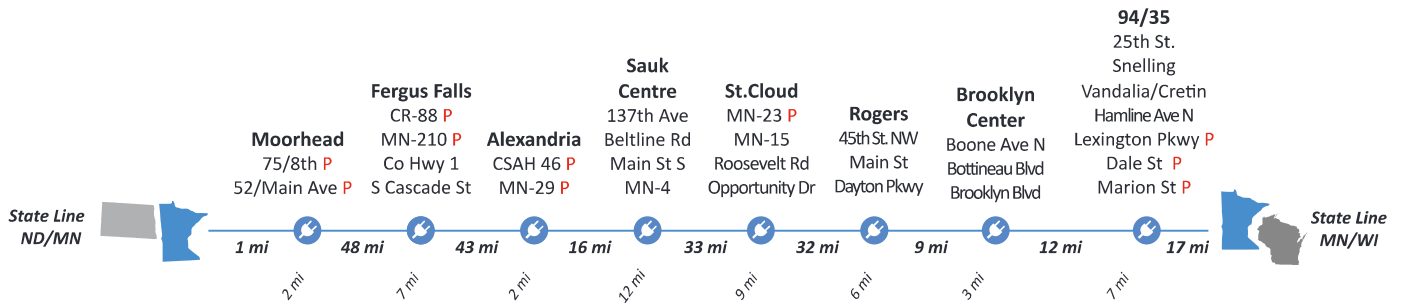 94/35
25th St.
Snelling
Vandalia/Cretin
Hamline Ave N
Lexington Pkwy P
Dale St P
Marion St P
Brooklyn
Center
Boone Ave N
Bottineau Blvd
Brooklyn Blvd
Rogers
45th St. NW
Main St
Dayton Pkwy
St.Cloud
MN-23 P
MN-15
Roosevelt Rd
Opportunity Dr
Sauk
Centre
137th Ave
Beltline Rd
Main St S
MN-4
Alexandria
CSAH 46 P
MN-29 P
Fergus Falls
CR-88 P
MN-210 P
Co Hwy 1
S Cascade St
Moorhead
75/8th P
52/Main Ave P
State Line
ND/MN
State Line
MN/WI
1 mi
48 mi
43 mi
16 mi
33 mi
32 mi
9 mi
12 mi
17 mi
2 mi
7 mi
2 mi
12 mi
9 mi
6 mi
3 mi
7 mi